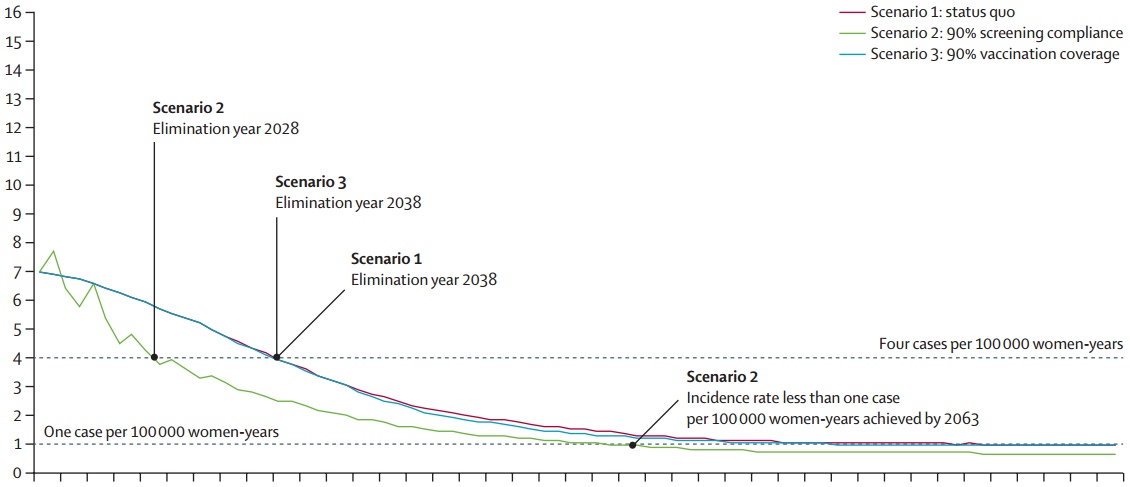 16
15
14
13
12
11
10
9
8
7
6
5
4
3
2
1
0
Scenario 1: status quo
Scenario 2: 90% screening compliance
Scenario 3: 90% vaccination coverage
Scenario 2
Elimination year 2028
Scenario 3
Elimination year 2038
Scenario 1
Elimination year 2038
Four cases per 100 000 women-years
Scenario 2
Incidence rate less than one case
per 100 000 women-years achieved by 2063
One case per 100 000 women-years